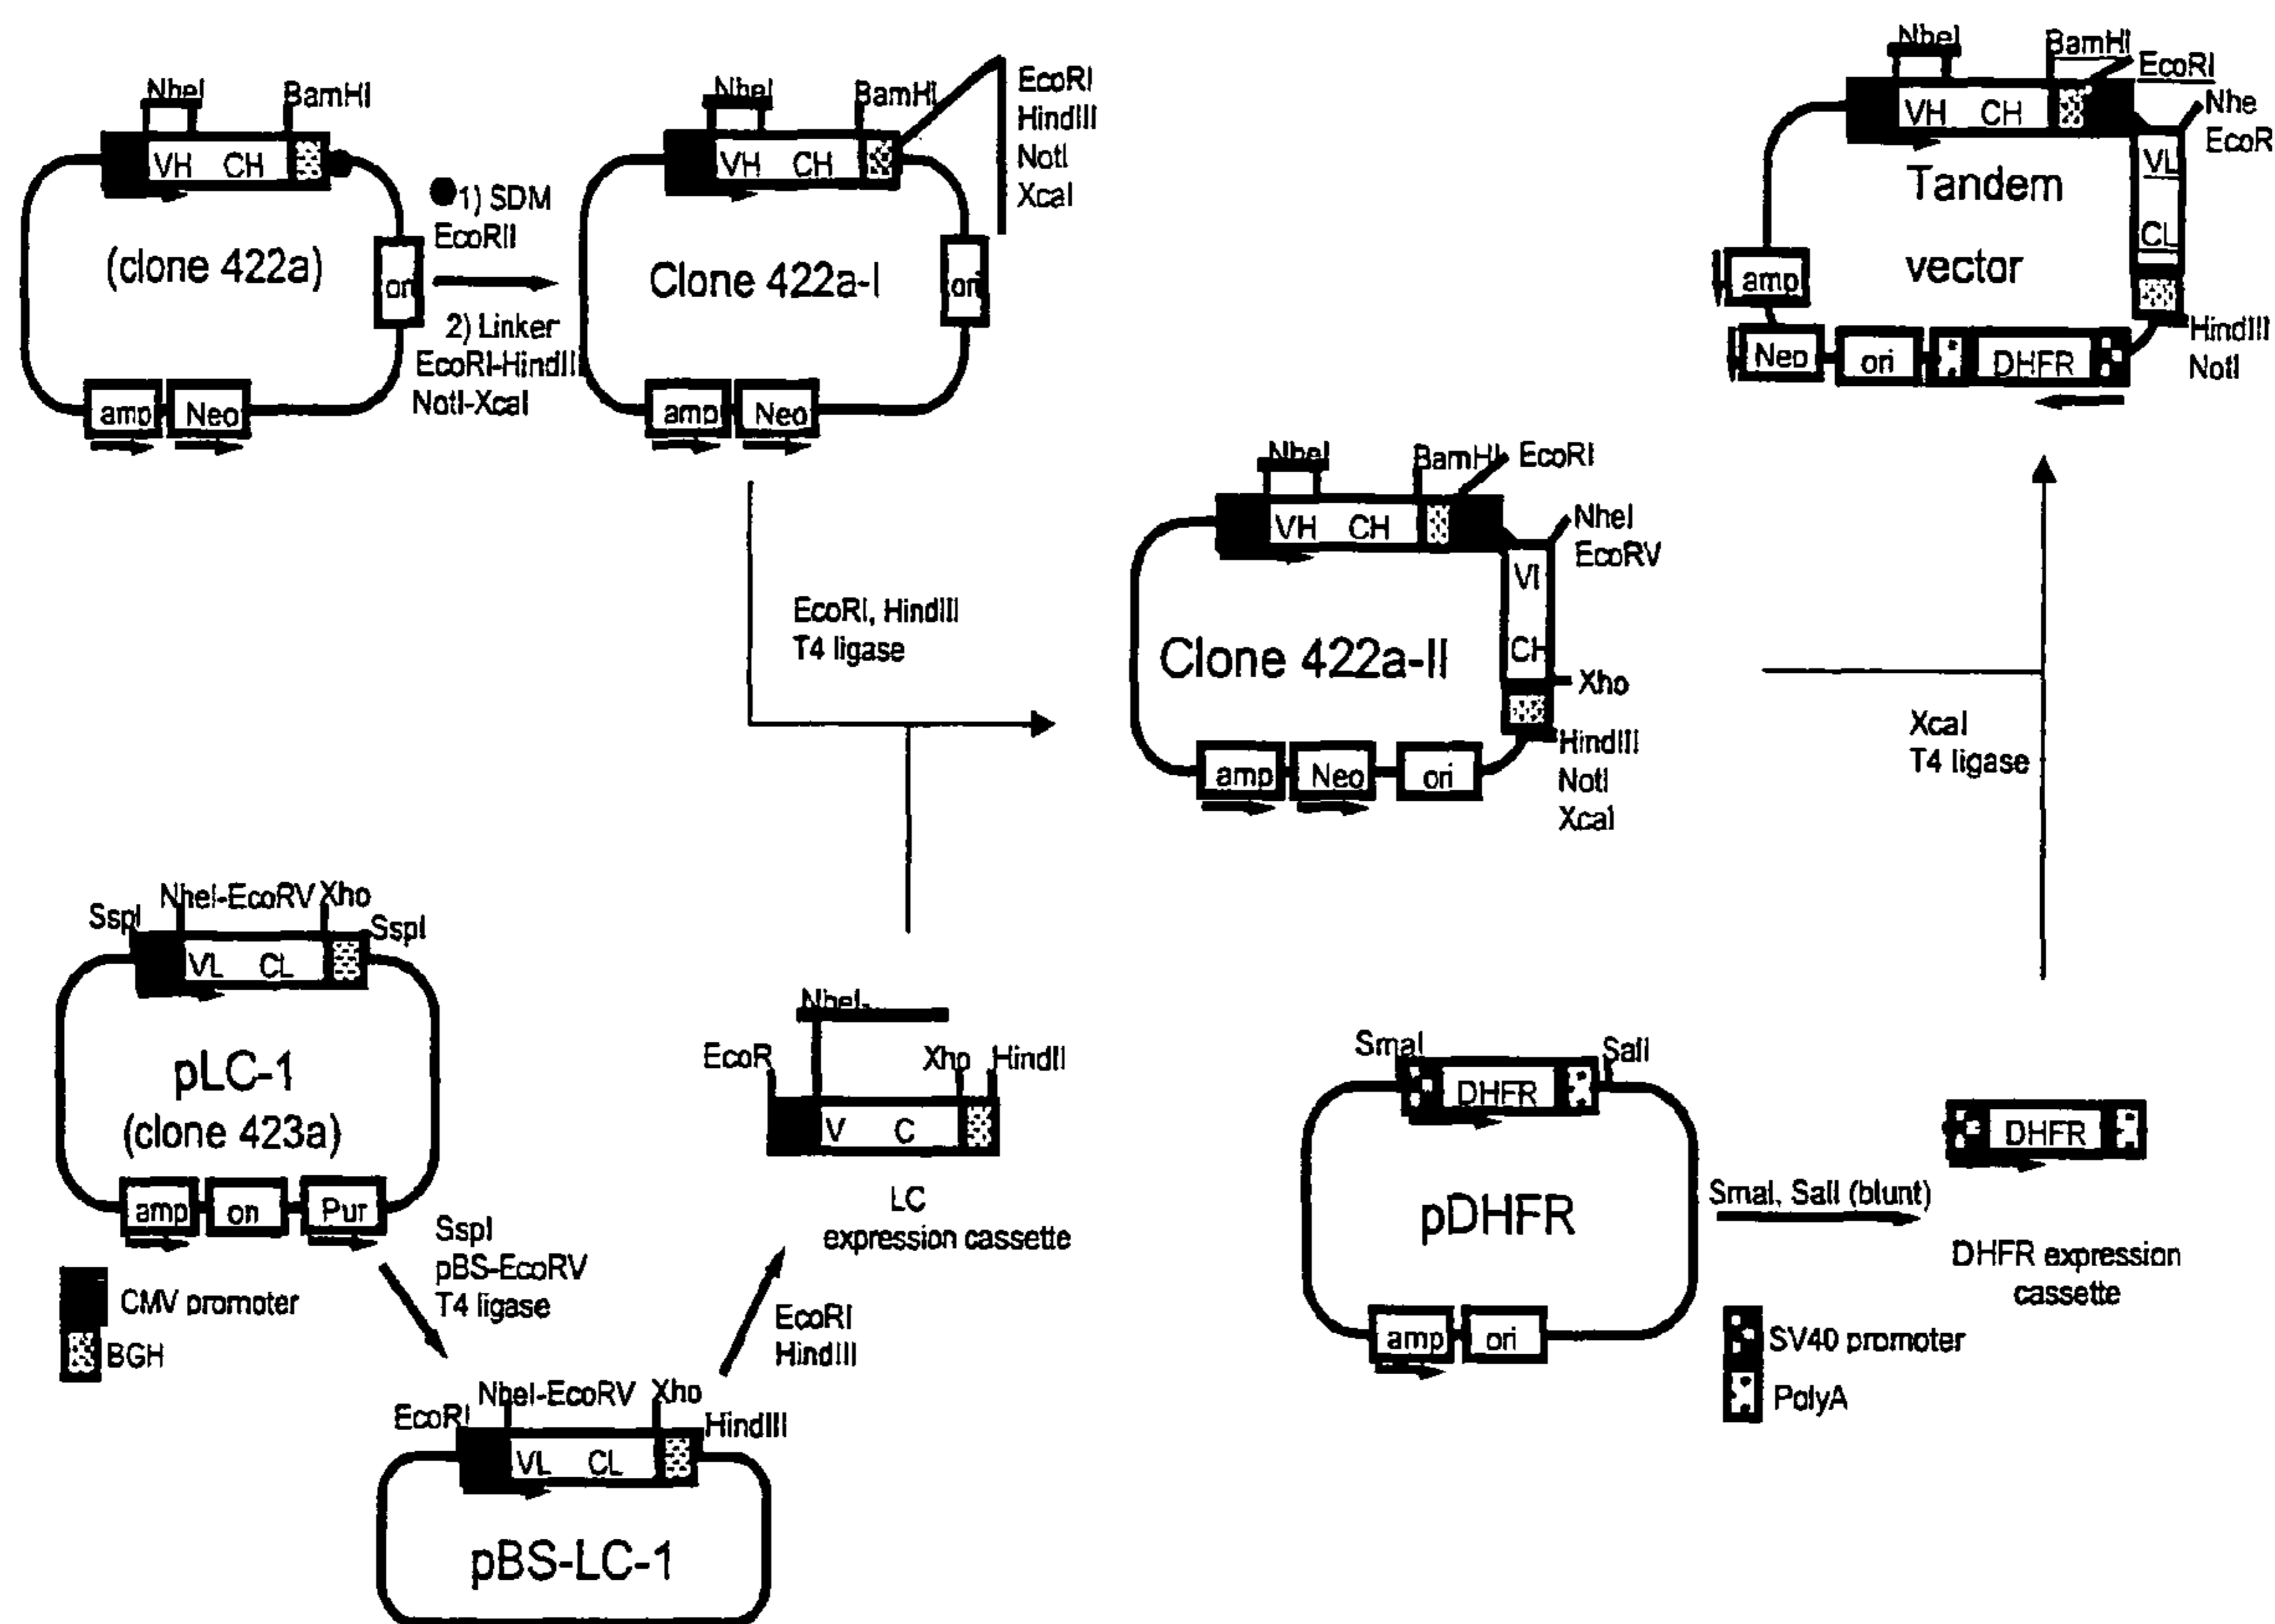 NheI
BamHI
VH CH
(clone 422a)
ori
amp Neo
1) SDM
EcoRII
2) Linker
EcoRI-HindII
NotI-XcaI
NheI
BamHI
EcoRI
HindIII
NotI
XcaI
VH CH
Clone 422a-I
ori
amp Neo
NheI
BamHI
EcoRI
Nhe
EcoR
VH CH
VL
CL
Tandem
vector
amp
Neo ori DHFR
HindIII
NotI
EcoRI, HindIII
T4 ligase
NheI
BamHI EcoRI
NheI
EcoRV
VH CH
Vl
CH
Xho
Clone 422a-II
HindIII
NotI
XcaI
amp Neo ori
XcaI
T4 ligase
SspI
NheI-EcoRV Xho
SspI
VL CL
pLC-1
(clone 423a)
amp on Pur
SspI
pBS-EcoRV
T4 ligase
CMV promoter
BGH
NheI-
EcoR
Xho HindII
V C
LC
expression cassette
EcoRI
HindIII
NheI-EcoRV Xho
EcoRI
HindIII
VL CL
pBS-LC-1
SmaI
SalI
DHFR
pDHFR
amp ori
SmaI, SalI (blunt)
DHFR
DHFR expression
cassette
SV40 promoter
PolyA